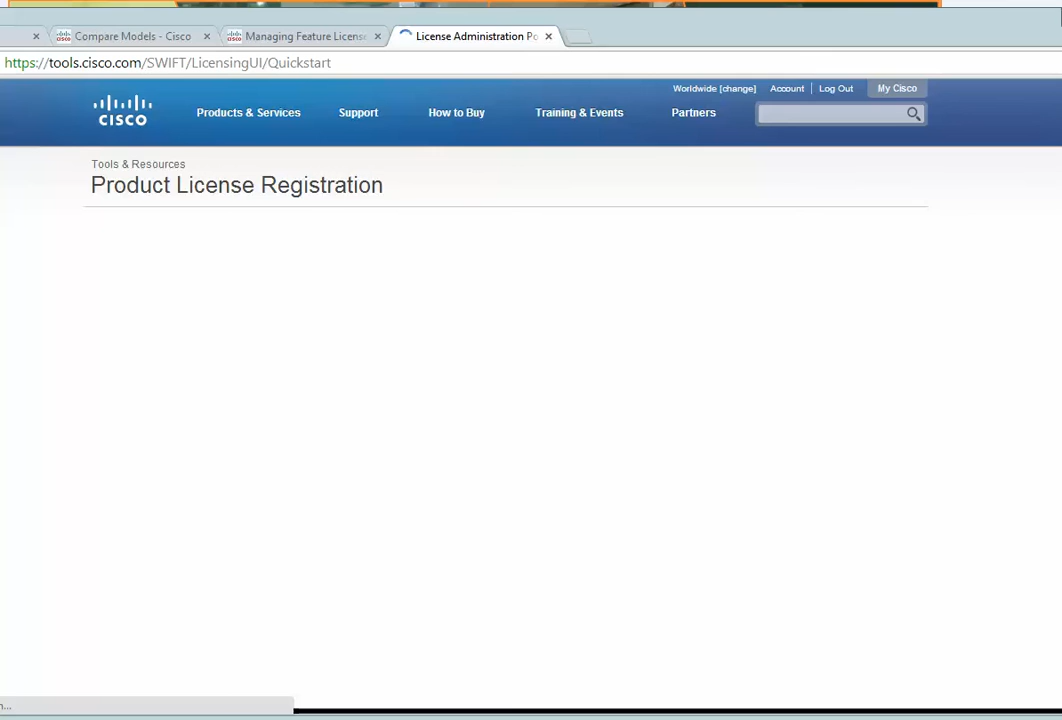 Compare Models - Cisco
Managing Feature License
License Administration Po
https://tools.cisco.com/SWIFT/LicensingUI/Quickstart
Worldwide [change] Account Log Out My Cisco
CISCO
Products & Services Support How to Buy Training & Events Partners
Tools & Resources
Product License Registration